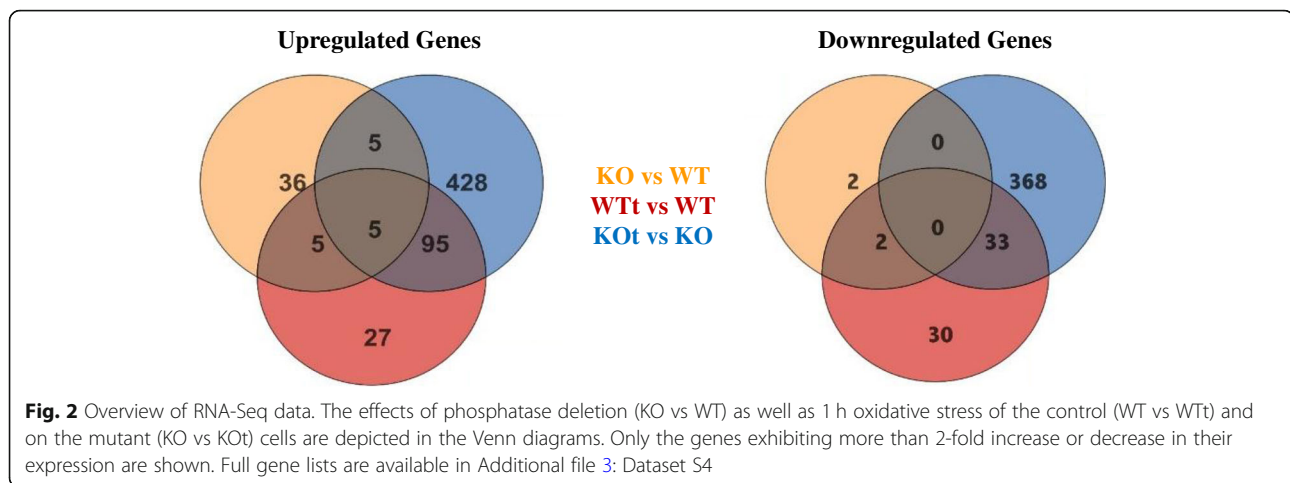 Upregulated Genes
Downregulated Genes
5
36
428
5
5
95
27
KO vs WT
WTt vs WT
KOt vs KO
0
2
368
0
2
33
30
Fig. 2 Overview of RNA-Seq data. The effects of phosphatase deletion (KO vs WT) as well as 1 h oxidative stress of the control (WT vs WTt) and
on the mutant (KO vs KOt) cells are depicted in the Venn diagrams. Only the genes exhibiting more than 2-fold increase or decrease in their
expression are shown. Full gene lists are available in Additional file 3: Dataset S4